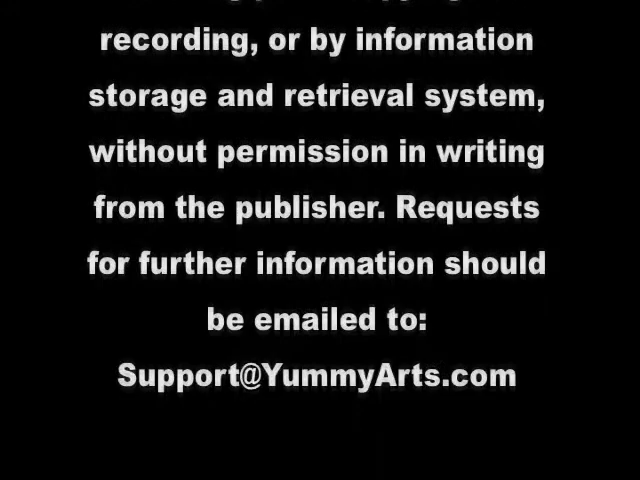 recording, or by information
storage and retrieval system,
without permission in writing
from the publisher. Requests
for further information should
be emailed to:
Support@YummyArts.com